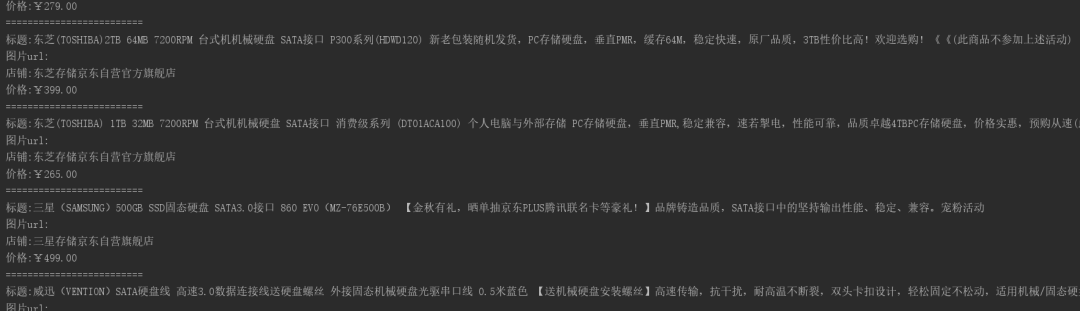 价格:￥279.00
=========================
标题:东芝(TOSHIBA)2TB 64MB 7200RPM 台式机机械硬盘 SATA接口 P300系列(HDWD120) 新老包装随机发货，PC存储硬盘，垂直PMR，缓存64M，稳定快速，原厂品质，3TB性价比高！欢迎选购！《《(此商品不参加上述活动)
图片url:
店铺:东芝存储京东自营官方旗舰店
价格:￥399.00
=========================
标题:东芝(TOSHIBA) 1TB 32MB 7200RPM 台式机机械硬盘 SATA接口 消费级系列 (DT01ACA100) 个人电脑与外部存储 PC存储硬盘，垂直PMR,稳定兼容，速若掣电，性能可靠，品质卓越4TBPC存储硬盘，价格实惠，预购从速(
图片url:
店铺:东芝存储京东自营官方旗舰店
价格:￥265.00
=========================
标题:三星（SAMSUNG）500GB SSD固态硬盘 SATA3.0接口 860 EVO（MZ-76E500B） 【金秋有礼，晒单抽京东PLUS腾讯联名卡等豪礼！】品牌铸造品质，SATA接口中的坚持输出性能、稳定、兼容。宠粉活动
图片url:
店铺:三星存储京东自营旗舰店
价格:￥499.00
=========================
标题:威迅（VENTION）SATA硬盘线 高速3.0数据连接线送硬盘螺丝 外接固态机械硬盘光驱串口线 0.5米蓝色 【送机械硬盘安装螺丝】高速传输，抗干扰，耐高温不断裂，双头卡扣设计，轻松固定不松动，适用机械/固态硬
图片url: